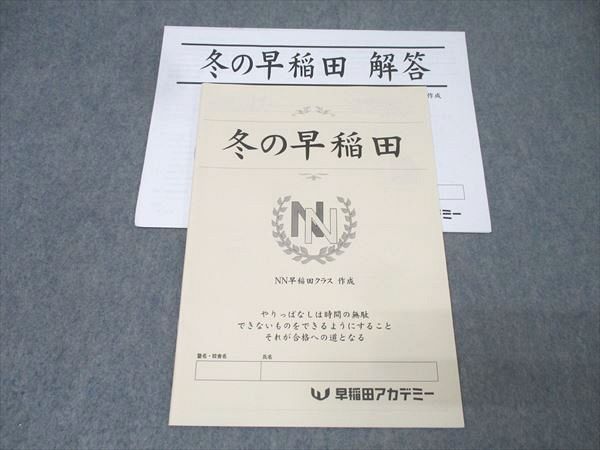 冬の早稲田 解答
作成
冬の早稲田
NN
NN早稲田クラス 作成
やりっぱなしは時間の無駄
できないものをできるようにすること
それが合格への道となる
塾名・校舎名
氏名
早稲田アカデミー
デミー